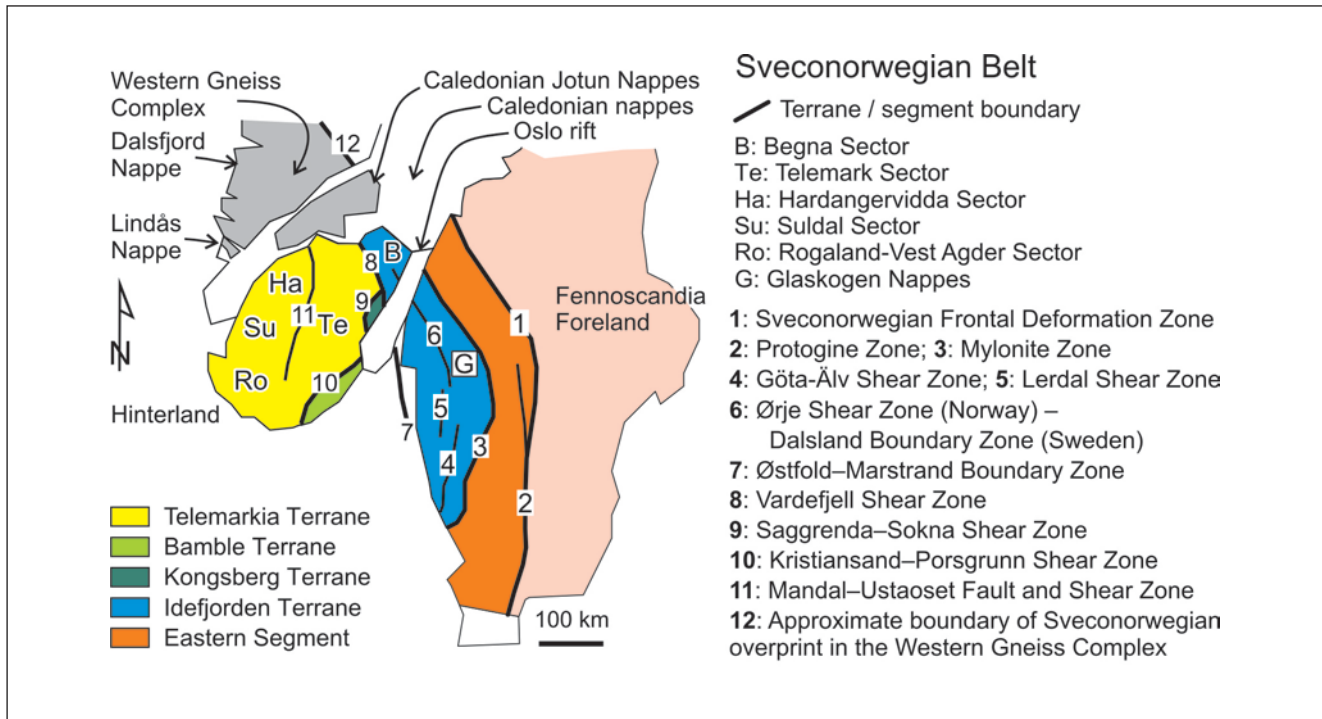 Western Gneiss
Complex
Dalsfjord
Nappe
Lindås
Nappe
Caledonian Jotun Nappes
Caledonian nappes
Oslo rift
12
B
8
Ha
9
11
Te
Su
6
1
Fennoscandia
Foreland
G
Ro
10
Hinterland
5
7
3
4
2
N
Telemarkia Terrane
Bamble Terrane
Kongsberg Terrane
Idefjorden Terrane
Eastern Segment
100 km
Sveconorwegian Belt
Terrane / segment boundary
B: Begna Sector
Te: Telemark Sector
Ha: Hardangervidda Sector
Su: Suldal Sector
Ro: Rogaland-Vest Agder Sector
G: Glaskogen Nappes
1: Sveconorwegian Frontal Deformation Zone
2: Protogine Zone; 3: Mylonite Zone
4: Göta-Älv Shear Zone; 5: Lerdal Shear Zone
6: Ørje Shear Zone (Norway) –
Dalsland Boundary Zone (Sweden)
7: Østfold–Marstrand Boundary Zone
8: Vardefjell Shear Zone
9: Saggrenda–Sokna Shear Zone
10: Kristiansand–Porsgrunn Shear Zone
11: Mandal–Ustaoset Fault and Shear Zone
12: Approximate boundary of Sveconorwegian
overprint in the Western Gneiss Complex